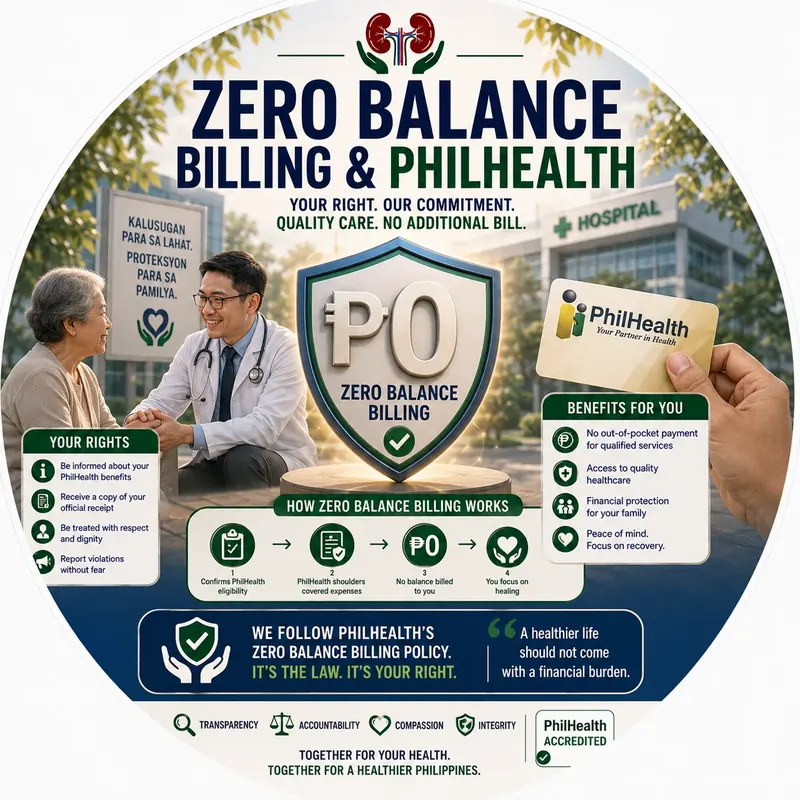 ZERO BALANCE
BILLING & PHILHEALTH
YOUR RIGHT. OUR COMMITMENT.
QUALITY CARE. NO ADDITIONAL BILL.
KALUSUGAN
PARA SA LAHAT.
PROTEKSYON
PARA SA
PAMILYA.
HOSPITAL
₱0
ZERO BALANCE
BILLING
PhilHealth
Your Partner in Health
YOUR RIGHTS
Be informed about your
PhilHealth benefits
Receive a copy of your
official receipt
Be treated with respect
and dignity
Report violations
without fear
BENEFITS FOR YOU
No out-of-pocket payment
for qualified services
Access to quality
healthcare
Financial protection
for your family
Peace of mind.
Focus on recovery.
HOW ZERO BALANCE BILLING WORKS
₱0
1
Confirms PhilHealth
eligibility
2
PhilHealth shoulders
covered expenses
3
No balance billed
to you
4
You focus on
healing
WE FOLLOW PHILHEALTH'S
ZERO BALANCE BILLING POLICY.
IT'S THE LAW. IT'S YOUR RIGHT.
“ A healthier life
should not come
with a financial burden.
TRANSPARENCY
ACCOUNTABILITY
COMPASSION
INTEGRITY
PhilHealth
ACCREDITED
TOGETHER FOR YOUR HEALTH.
TOGETHER FOR A HEALTHIER PHILIPPINES.